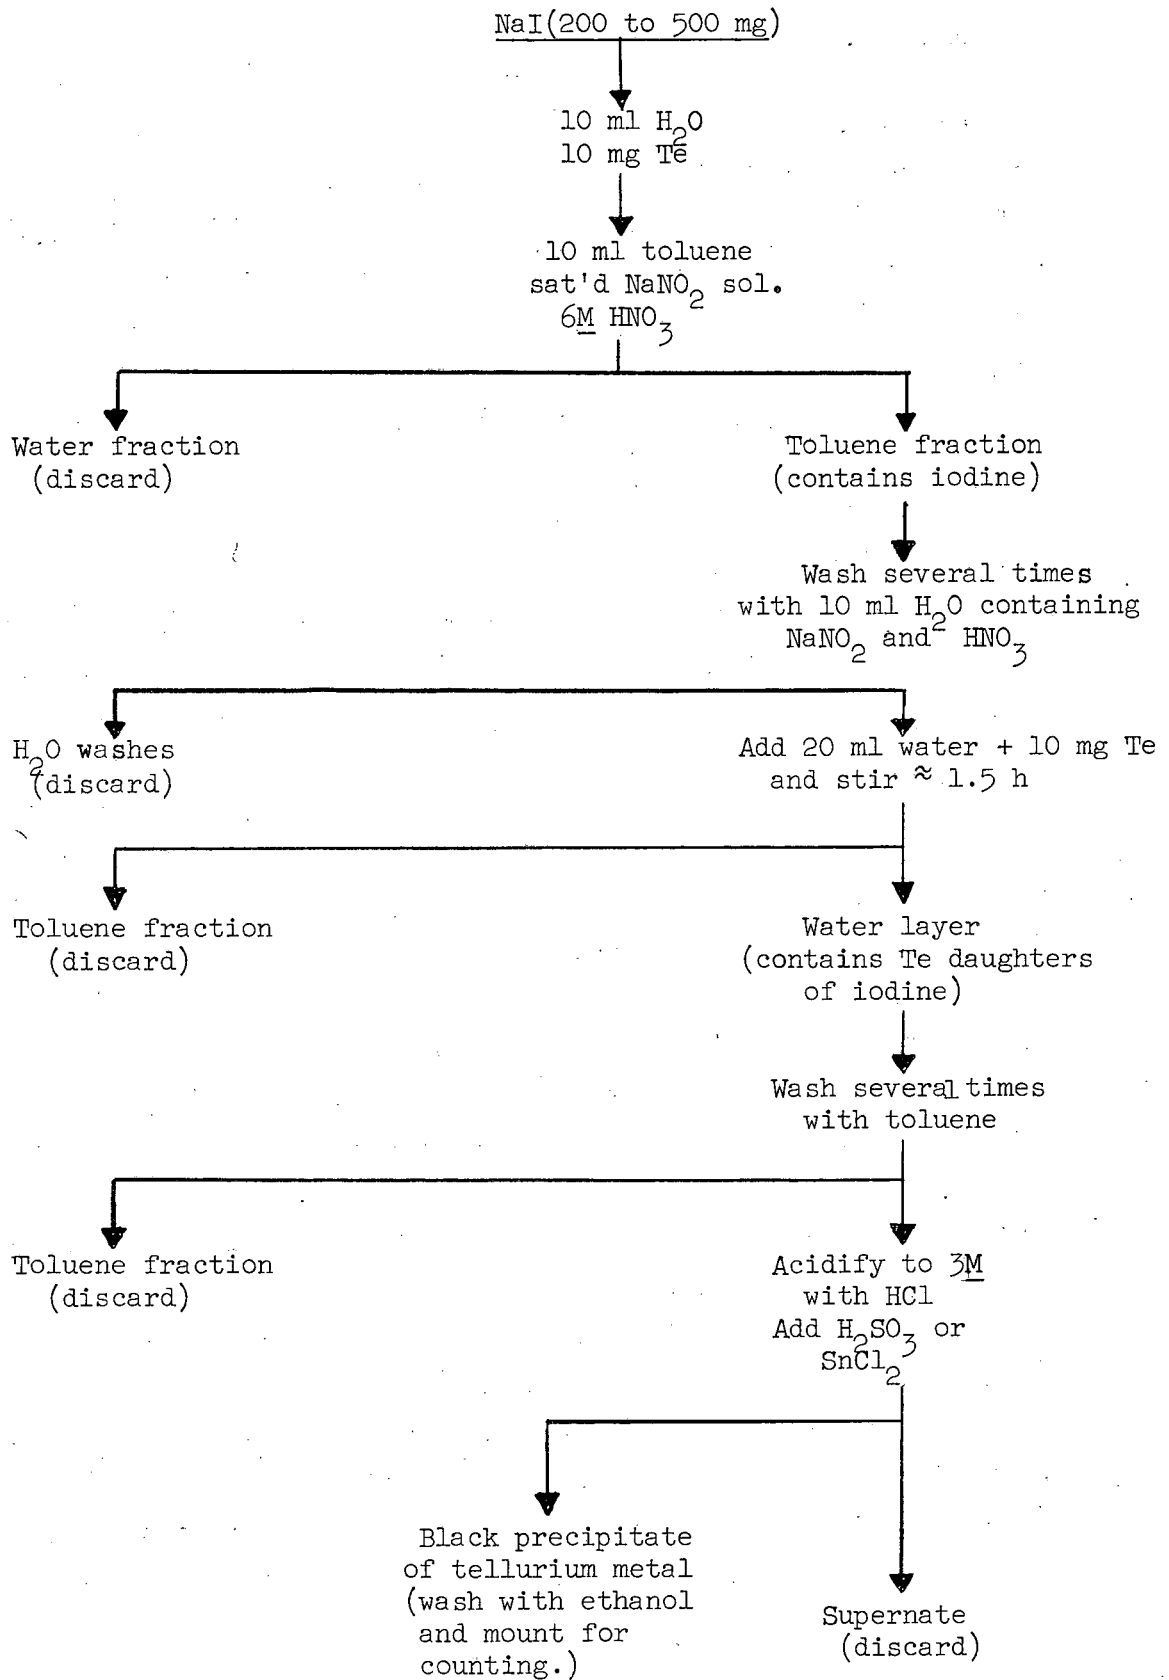 NaI(200 to 500 mg)
10 ml H2O
10 mg Te
10 ml toluene
sat'd NaNO2 sol.
6M HNO3
Water fraction
(discard)
Toluene fraction
(contains iodine)
Wash several times
with 10 ml H2O containing
NaNO2 and HNO3
H2O washes
(discard)
Add 20 ml water + 10 mg Te
and stir ≈ 1.5 h
Toluene fraction
(discard)
Water layer
(contains Te daughters
of iodine)
Wash several times
with toluene
Toluene fraction
(discard)
Acidify to 3M
with HCl
Add H2SO3 or
SnCl2
Black precipitate
of tellurium metal
(wash with ethanol
and mount for
counting.)
Supernate
(discard)